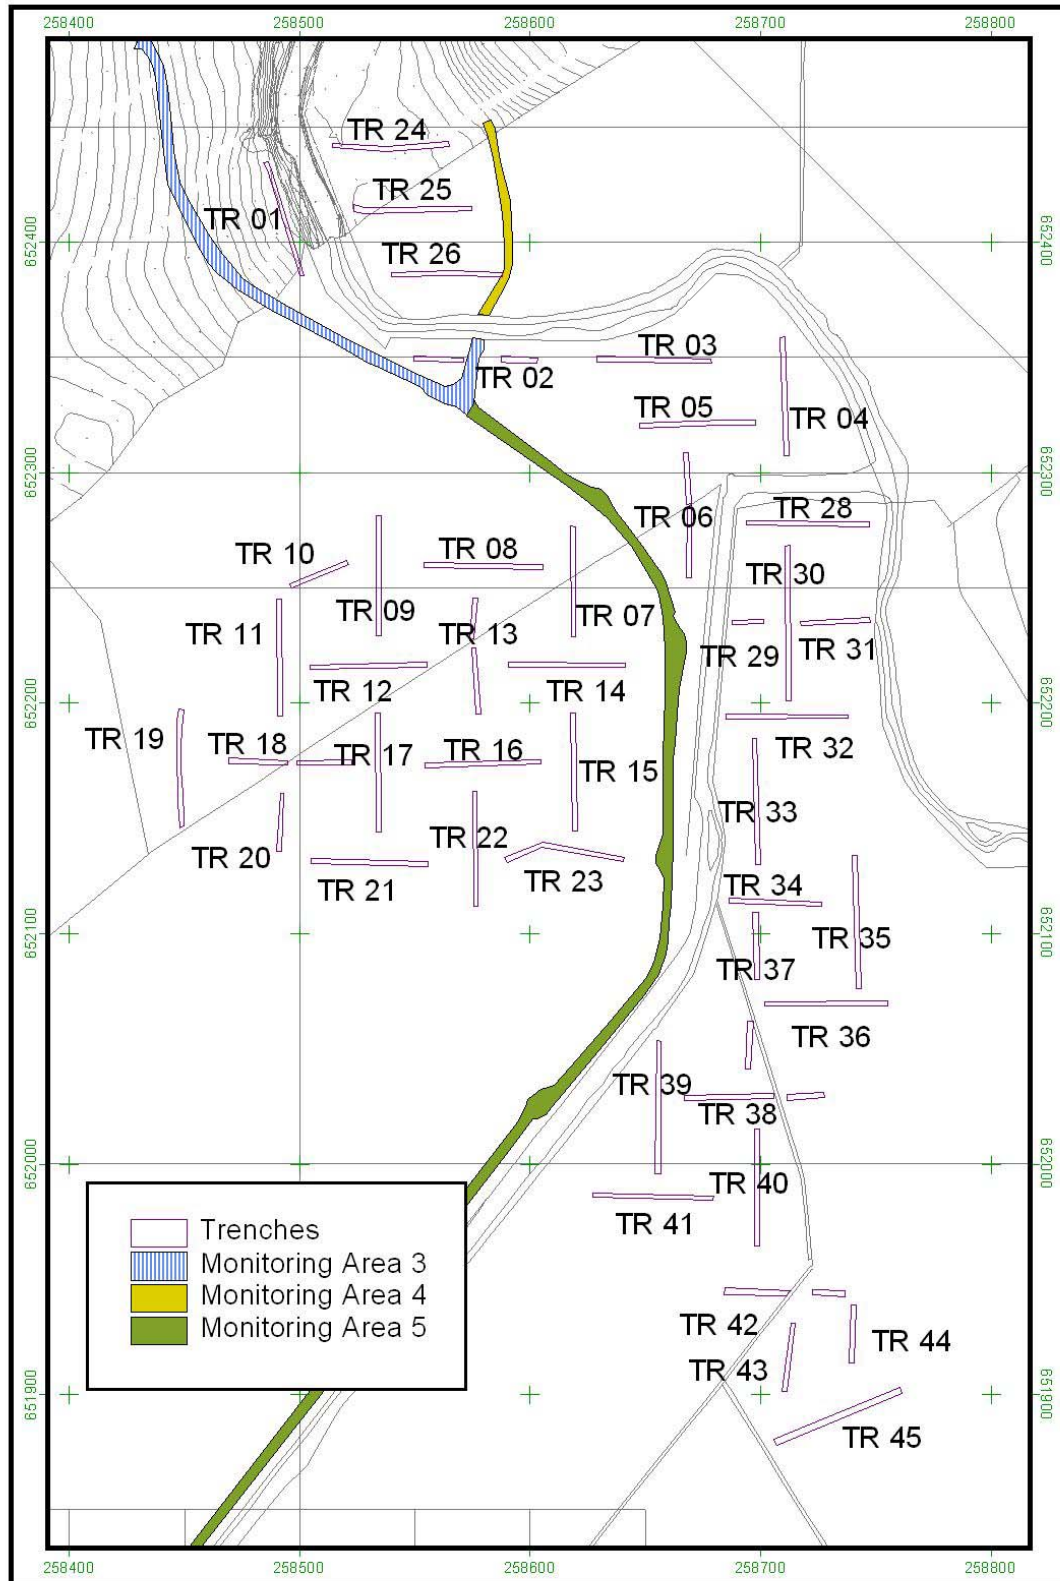 258400 258500 258600 258700 258800
TR 24
TR 25
TR 01
TR 26
652400 652400
TR 03
TR 02
TR 05
TR 04
652300 652300
TR 06
TR 28
TR 10
TR 08
TR 30
TR 09
TR 07
TR 11
TR 13
TR 31
TR 29
TR 12
TR 14
652200 652200
TR 19
TR 18
TR 17
TR 16
TR 32
TR 15
TR 33
TR 22
TR 20
TR 21
TR 23
TR 34
652100 652100
TR 35
TR 37
TR 36
TR 39
TR 38
652000 652000
TR 40
TR 41
Trenches
Monitoring Area 3
Monitoring Area 4
Monitoring Area 5
TR 42
TR 44
TR 43
651900 651900
TR 45
258400 258500 258600 258700 258800